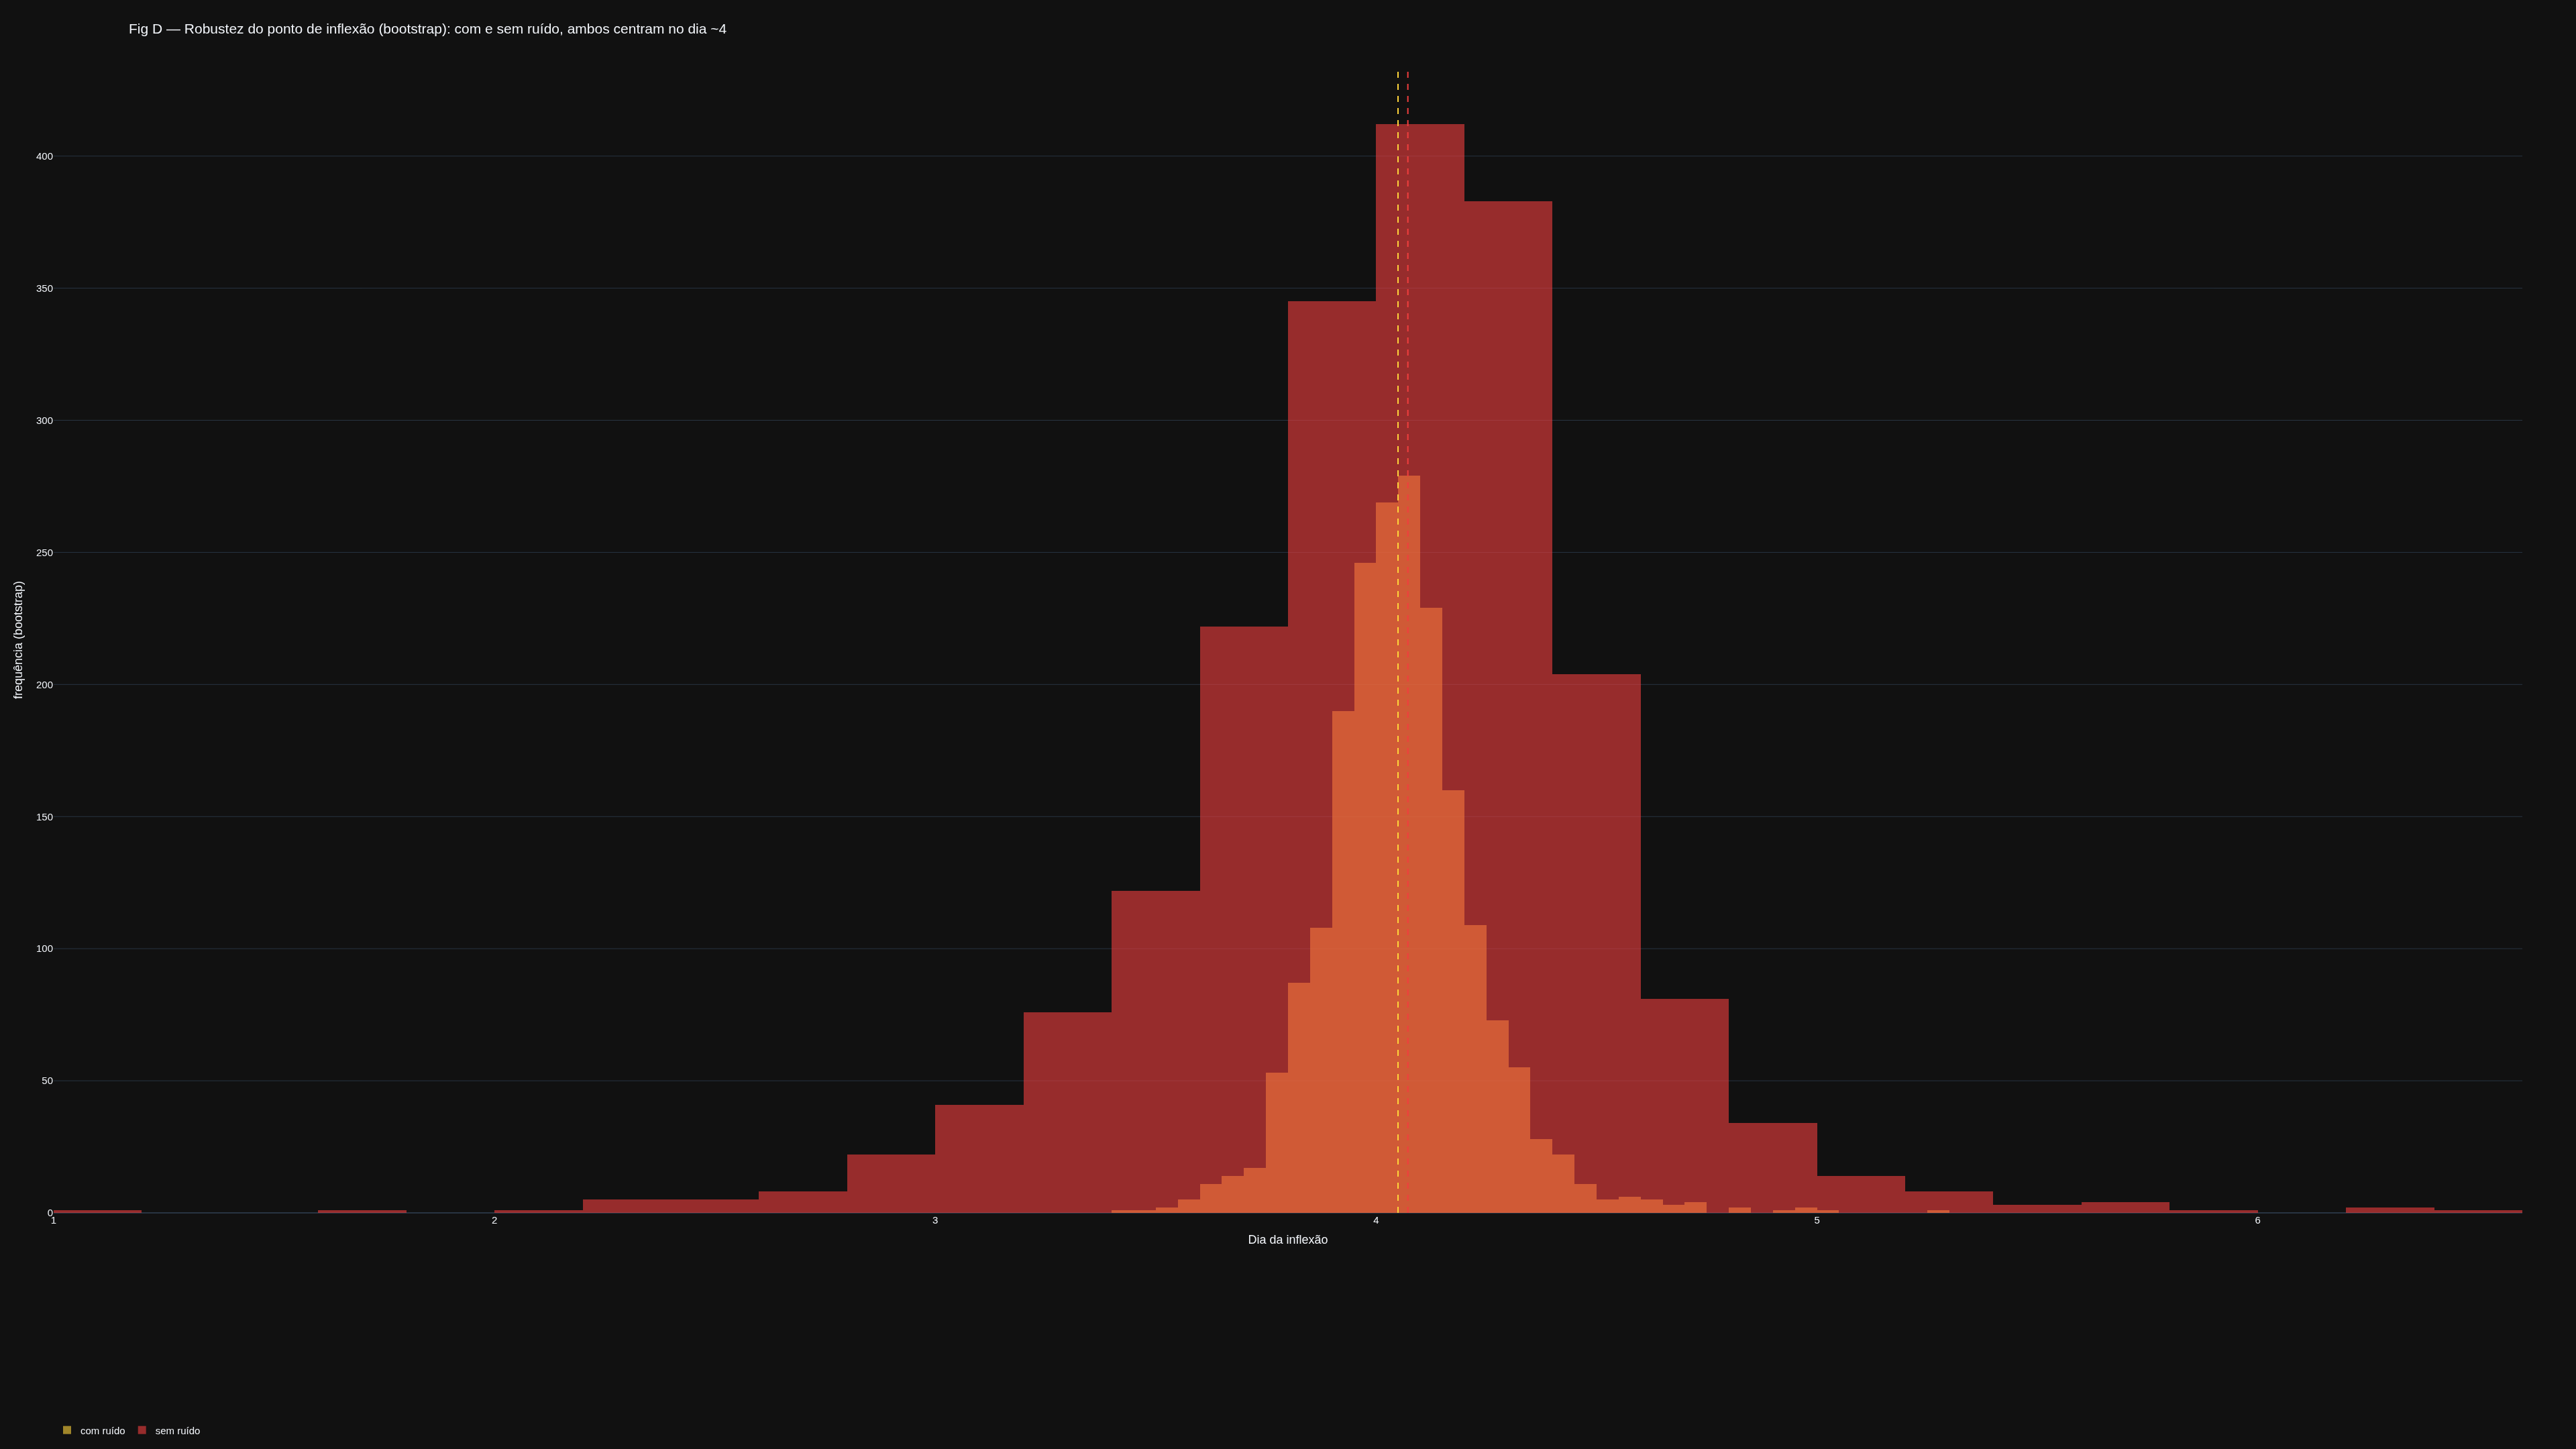 Fig D — Robustez do ponto de inflexão (bootstrap): com e sem ruído, ambos centram no dia ~4
400
350
300
250
200
150
100
50
0
frequência (bootstrap)
1 2 3 4 5 6
Dia da inflexão
com ruído sem ruído